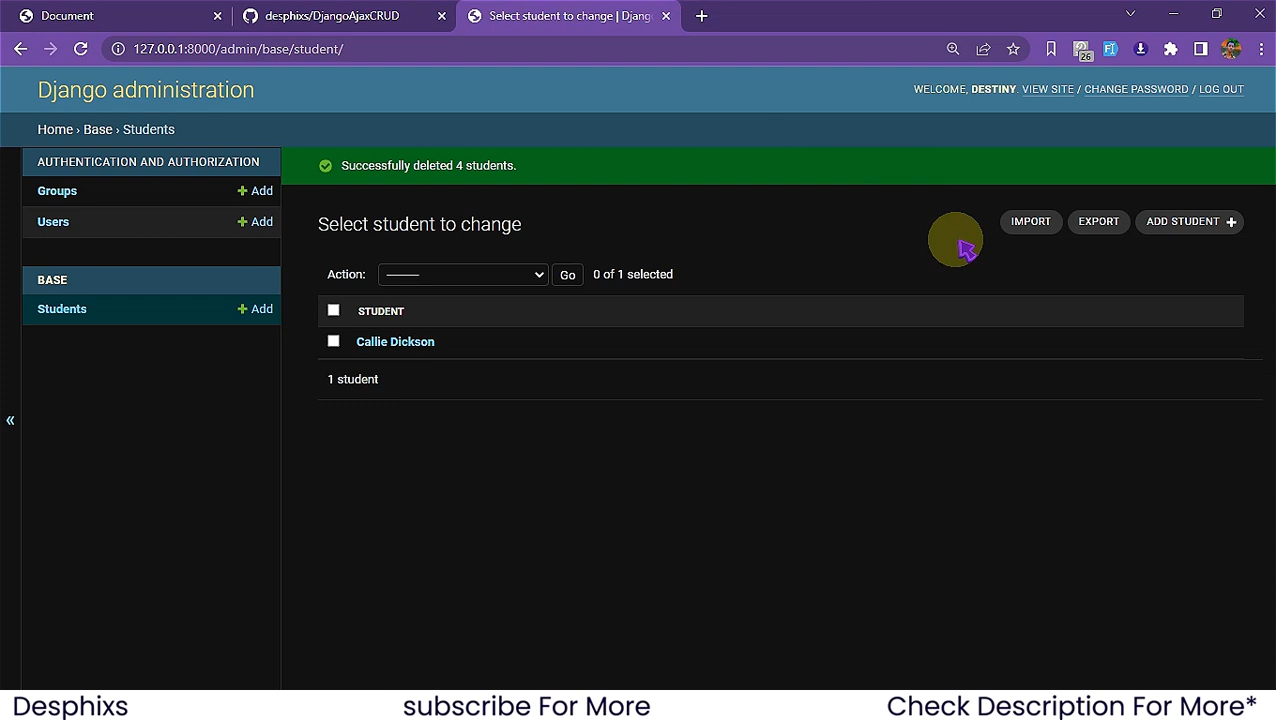 Document
desphixs/DjangoAjaxCRUD
Select student to change | Djang
127.0.0.1:8000/admin/base/student/
26
Django administration
WELCOME, DESTINY. VIEW SITE / CHANGE PASSWORD / LOG OUT
Home › Base › Students
AUTHENTICATION AND AUTHORIZATION
Groups
+ Add
Users
+ Add
BASE
Students
+ Add
«
Successfully deleted 4 students.
Select student to change
IMPORT
EXPORT
ADD STUDENT +
Action:
Go
0 of 1 selected
STUDENT
Callie Dickson
1 student
Desphixs
subscribe For More
Check Description For More*